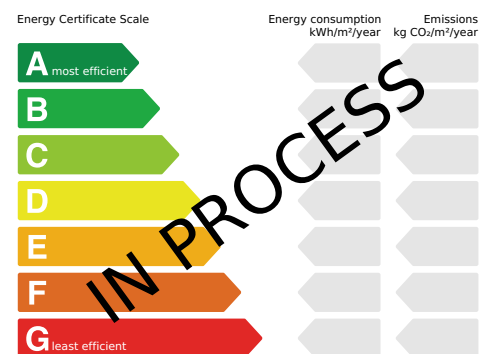 Energy Certificate Scale
Energy consumption
kWh/m²/year
Emissions
kg CO₂/m²/year
A most efficient
B
C
D
E
F
G least efficient
IN PROCESS